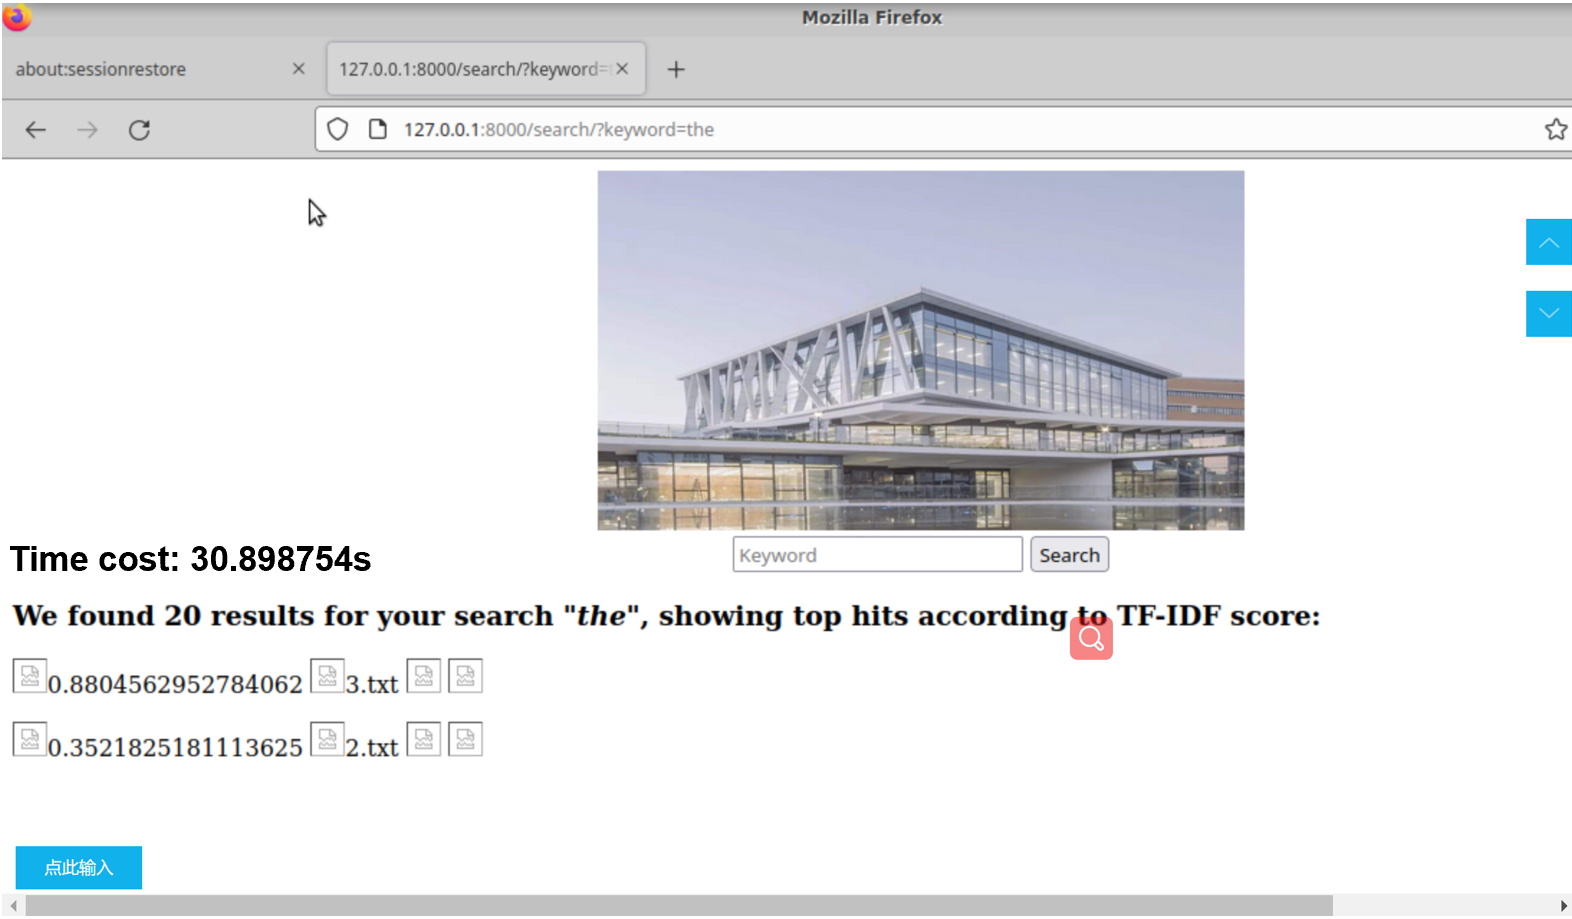 Mozilla Firefox
about:sessionrestore
127.0.0.1:8000/search/?keyword=
127.0.0.1:8000/search/?keyword=the
Keyword
Search
Time cost: 30.898754s
We found 20 results for your search "the", showing top hits according to TF-IDF score:
0.8804562952784062 3.txt
0.3521825181113625 2.txt
点此输入